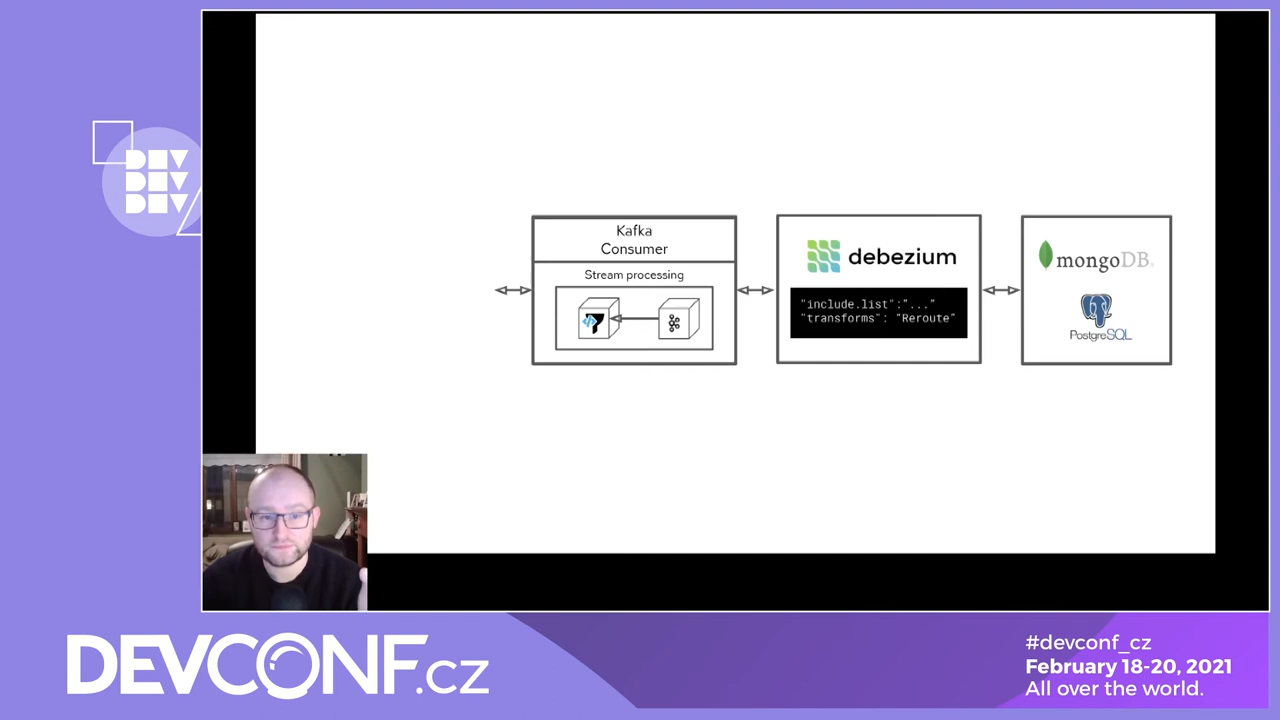 DEV
DEV
DEV
Kafka
Consumer
Stream processing
debezium
"include.list":"..."
"transforms": "Reroute"
mongoDB®
PostgreSQL
DEVCONF.cz
#devconf_cz
February 18-20, 2021
All over the world.